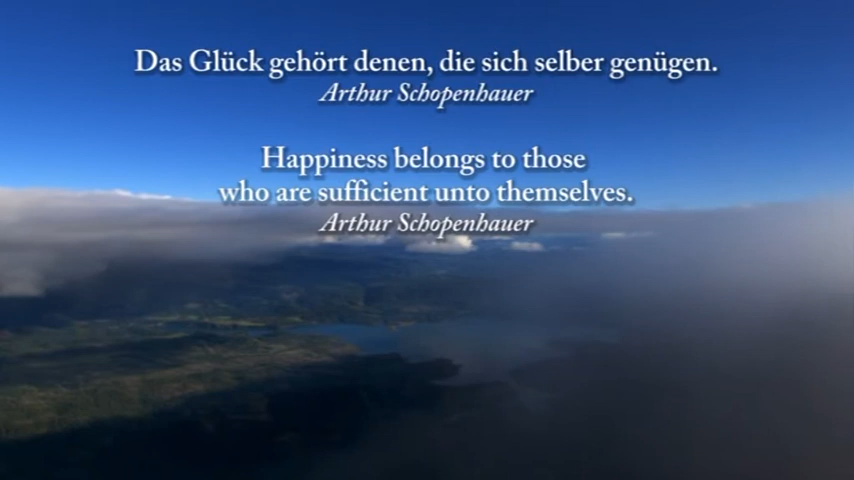 Das Glück gehört denen, die sich selber genügen.
Arthur Schopenhauer
Happiness belongs to those
who are sufficient unto themselves.
Arthur Schopenhauer